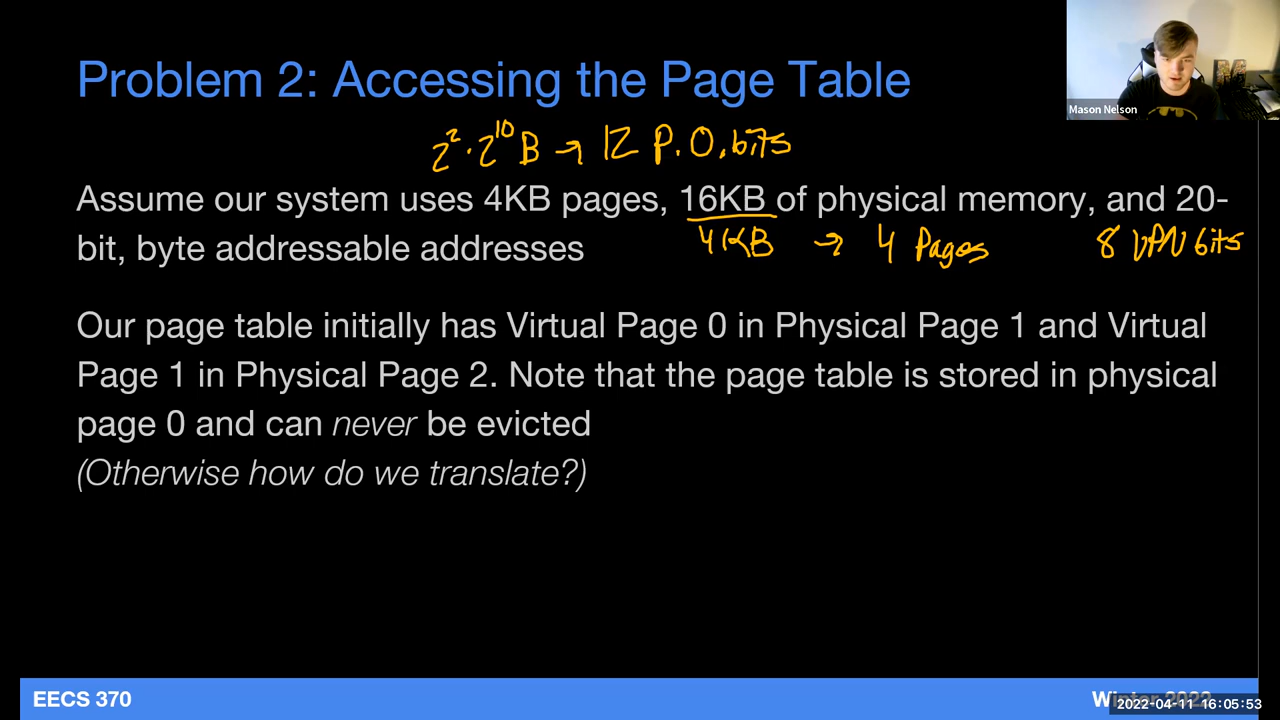 Problem 2: Accessing the Page Table
Mason Nelson
2² · 2¹⁰ B → 12 P.O. bits
Assume our system uses 4KB pages, 16KB of physical memory, and 20-
bit, byte addressable addresses
4KB → 4 Pages 8 VPN bits
Our page table initially has Virtual Page 0 in Physical Page 1 and Virtual
Page 1 in Physical Page 2. Note that the page table is stored in physical
page 0 and can never be evicted
(Otherwise how do we translate?)
EECS 370
Winter 2022
2022-04-11 16:05:53